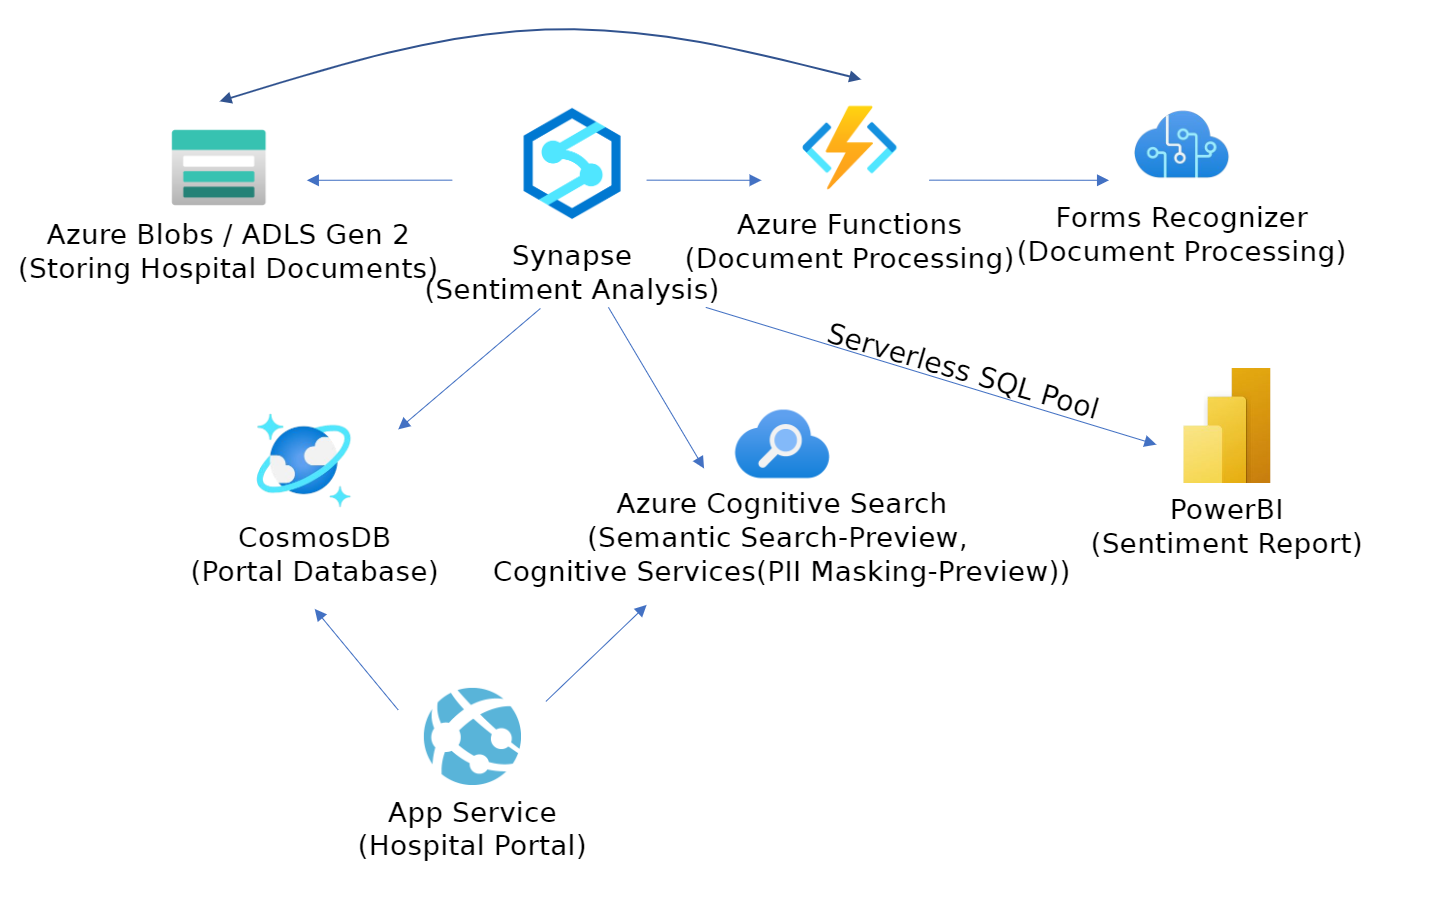 Azure Blobs / ADLS Gen 2
(Storing Hospital Documents)
Synapse
(Sentiment Analysis)
Azure Functions
(Document Processing)
Forms Recognizer
(Document Processing)
Serverless SQL Pool
CosmosDB
(Portal Database)
Azure Cognitive Search
(Semantic Search-Preview,
Cognitive Services(PII Masking-Preview))
PowerBI
(Sentiment Report)
App Service
(Hospital Portal)